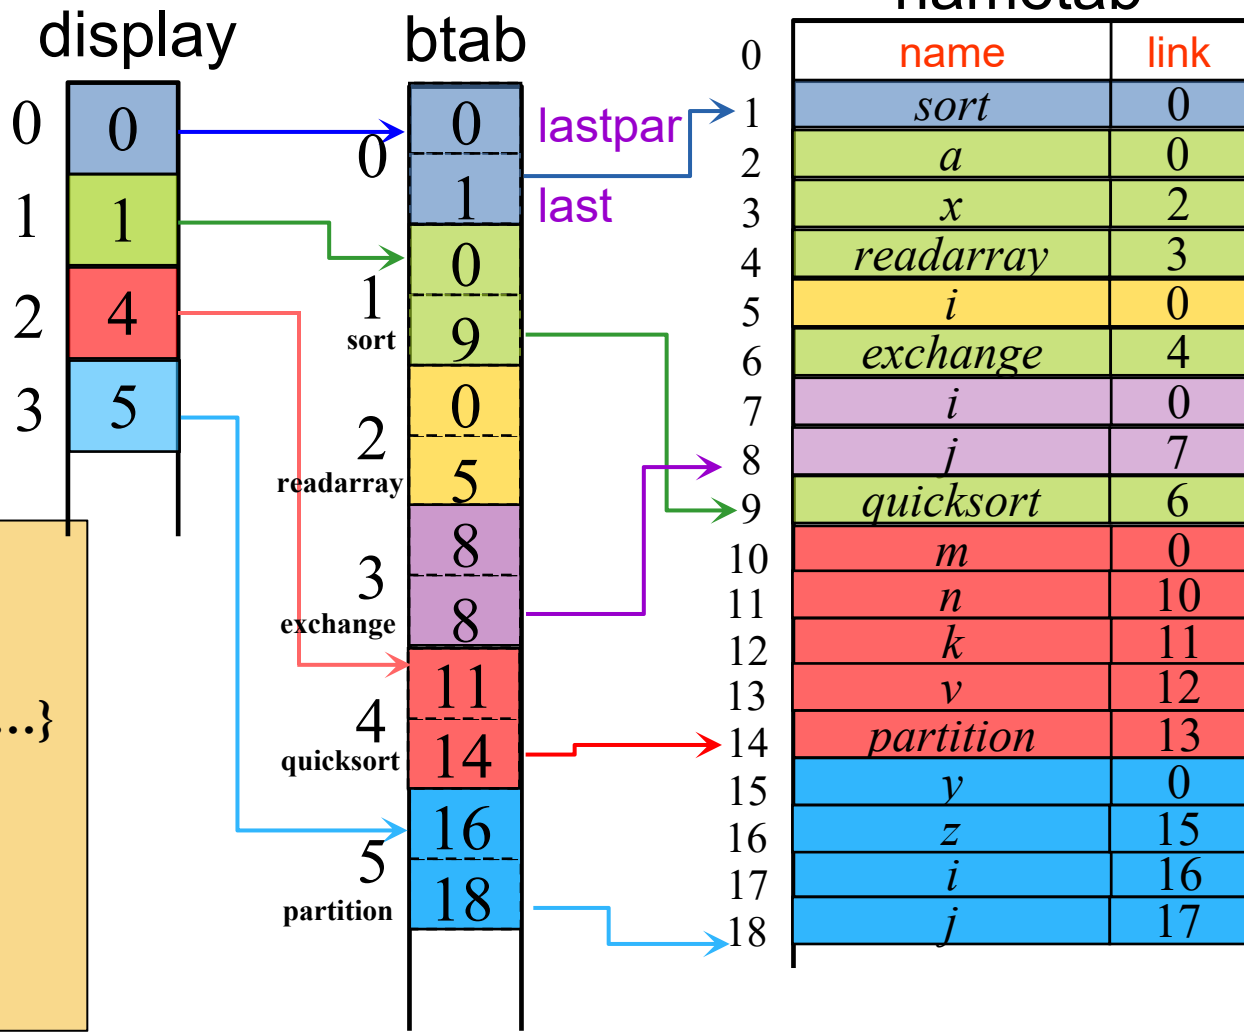 nametab
display
btab
0 name link
0 0 0 0 lastpar 1 sort 0
1 last 2 a 0
1 1 0 3 x 2
1 sort 9 4 readarray 3
2 4 5 i 0
0 6 exchange 4
3 5 2 readarray 5 7 i 0
8 8 j 7
3 exchange 8 9 quicksort 6
11 10 m 0
4 quicksort 14 11 n 10
12 k 11
…} 13 v 12
14 partition 13
16 15 y 0
5 partition 18 16 z 15
17 i 16
18 j 17